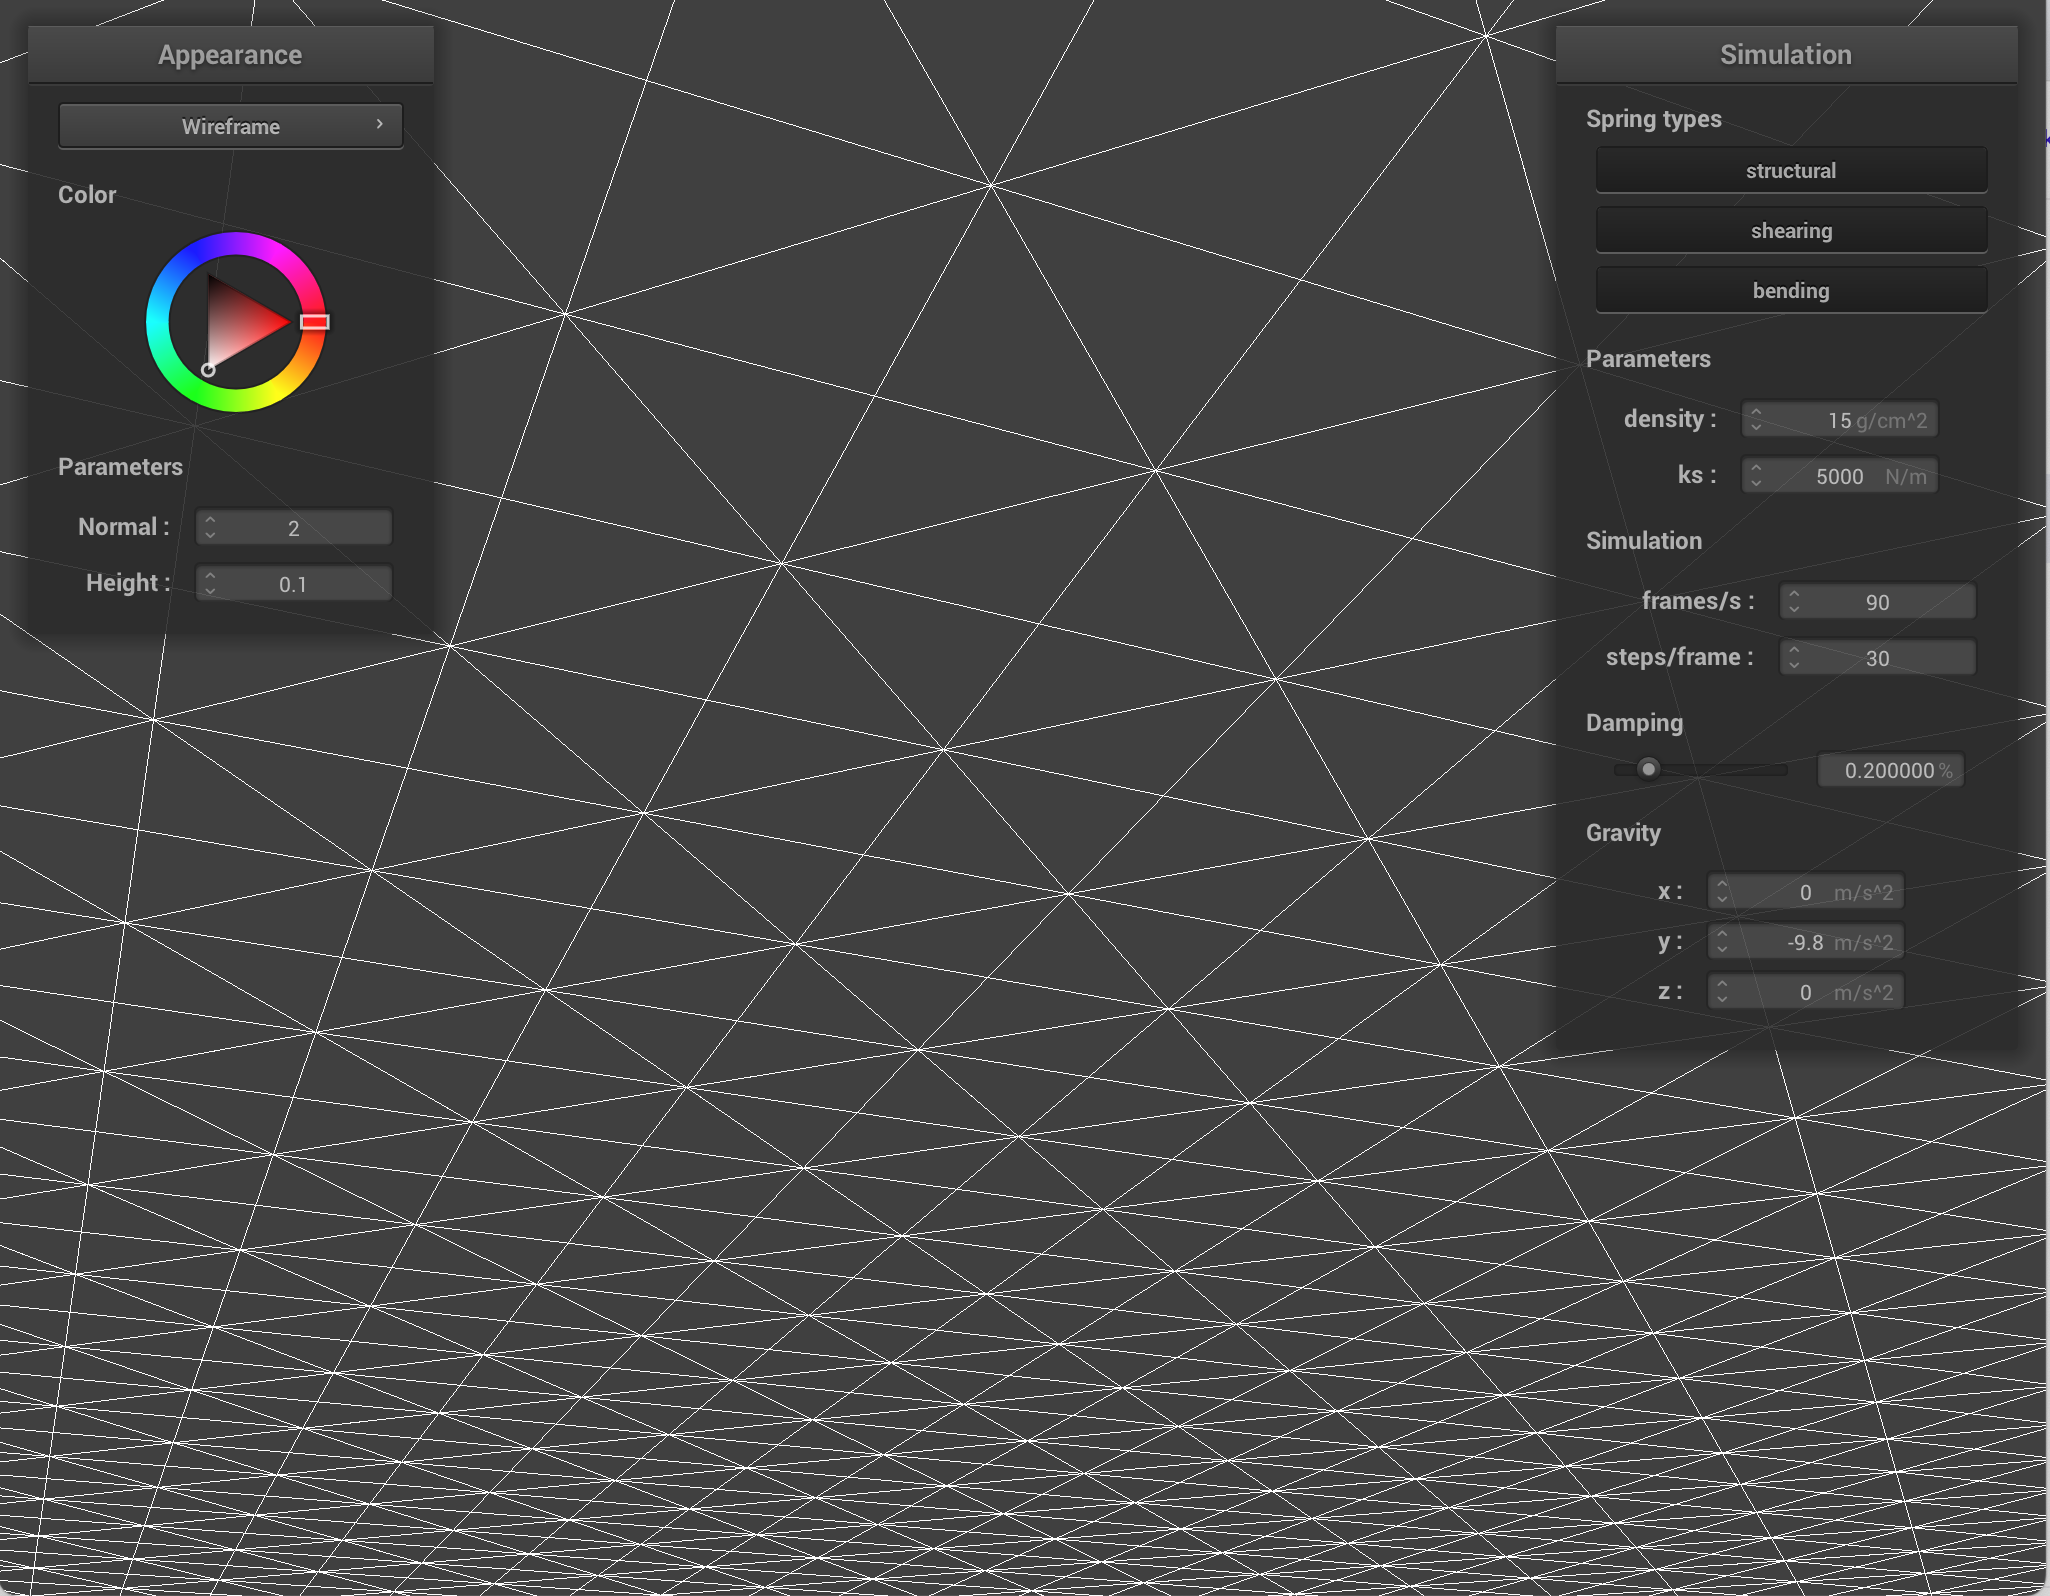 Appearance
Wireframe
Color
Parameters
Normal : 2
Height : 0.1
Simulation
Spring types
structural
shearing
bending
Parameters
density : 15 g/cm^2
ks : 5000 N/m
Simulation
frames/s : 90
steps/frame : 30
Damping
0.200000 %
Gravity
x : 0 m/s^2
y : -9.8 m/s^2
z : 0 m/s^2